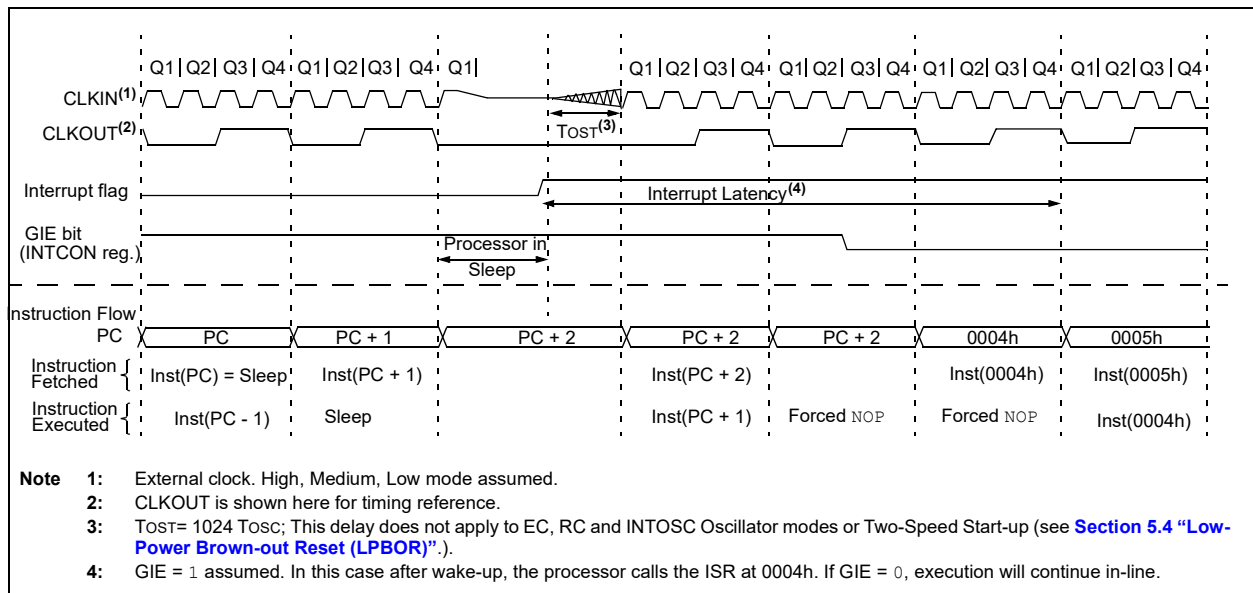 Q1| Q2| Q3| Q4 Q1| Q2| Q3| Q4 Q1| Q1| Q2| Q3| Q4 Q1| Q2| Q3| Q4 Q1| Q2| Q3| Q4 Q1| Q2| Q3| Q4
CLKIN(1)
CLKOUT(2) TOST(3)
Interrupt flag Interrupt Latency(4)
GIE bit
(INTCON reg.) Processor in
Sleep
Instruction Flow
PC PC PC + 1 PC + 2 PC + 2 PC + 2 0004h 0005h
Instruction
Fetched { Inst(PC) = Sleep Inst(PC + 1) Inst(PC + 2) Inst(0004h) Inst(0005h)
Instruction
Executed { Inst(PC - 1) Sleep Inst(PC + 1) Forced NOP Forced NOP Inst(0004h)
Note 1: External clock. High, Medium, Low mode assumed.
2: CLKOUT is shown here for timing reference.
3: TOST= 1024 TOSC; This delay does not apply to EC, RC and INTOSC Oscillator modes or Two-Speed Start-up (see Section 5.4 “Low-
Power Brown-out Reset (LPBOR)”.).
4: GIE = 1 assumed. In this case after wake-up, the processor calls the ISR at 0004h. If GIE = 0, execution will continue in-line.